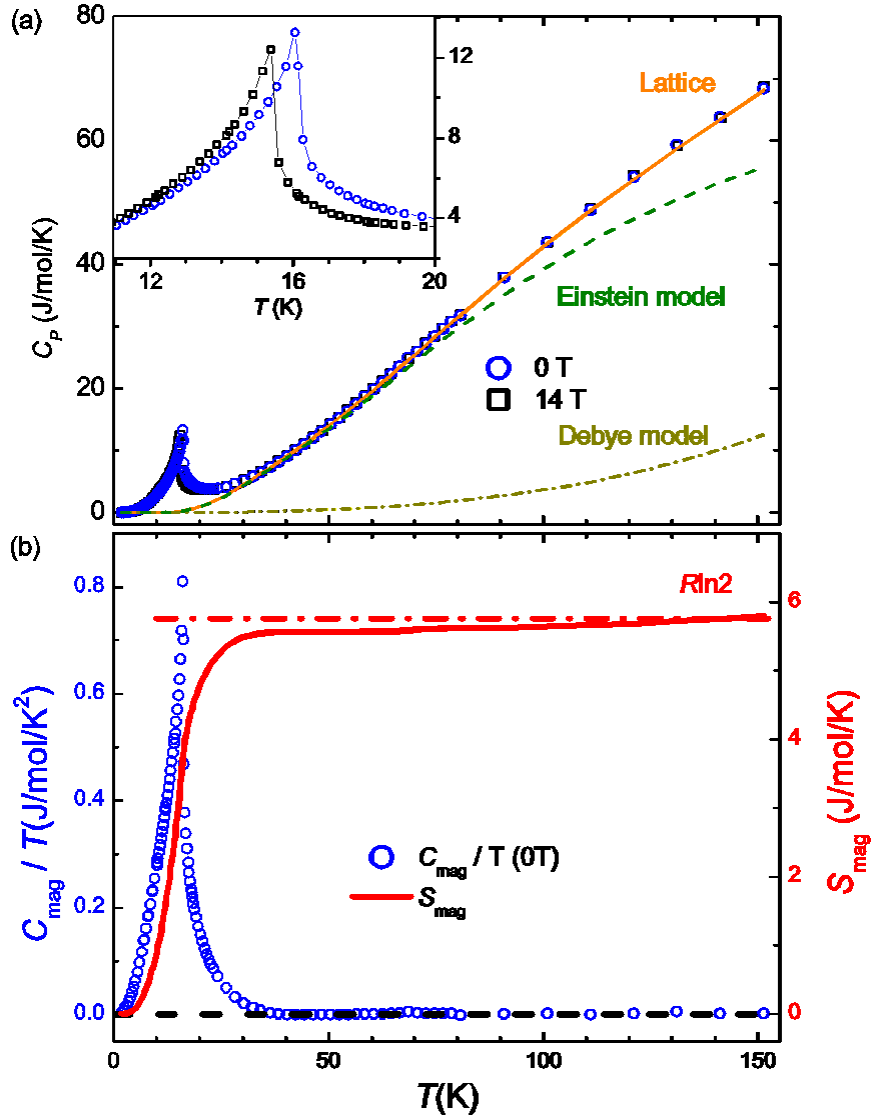 (a)
80
60
40
20
0
C_P (J/mol/K)
12
8
4
12 16 20
T (K)
Lattice
Einstein model
0 T
14 T
Debye model
(b)
0.8
0.6
0.4
0.2
0.0
C_mag / T(J/mol/K²)
Rln2
C_mag / T (0T)
S_mag
6
4
2
0
S_mag (J/mol/K)
0 50 100 150
T(K)